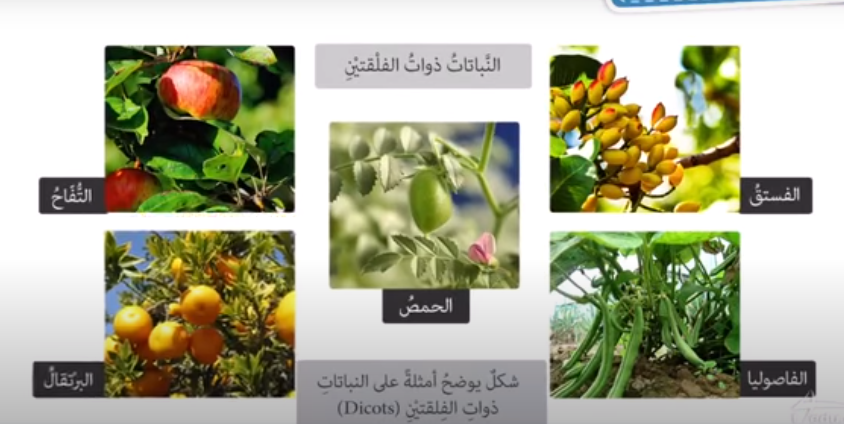 النَّباتاتُ ذواتُ الفلْقتيْنِ
التُّفّاحُ
الفستقُ
الحمصُ
البرتقالُ
الفاصوليا
شكلٌ يوضحُ أمثلةً على النباتاتِ
ذواتِ الفِلقتيْنِ (Dicots)